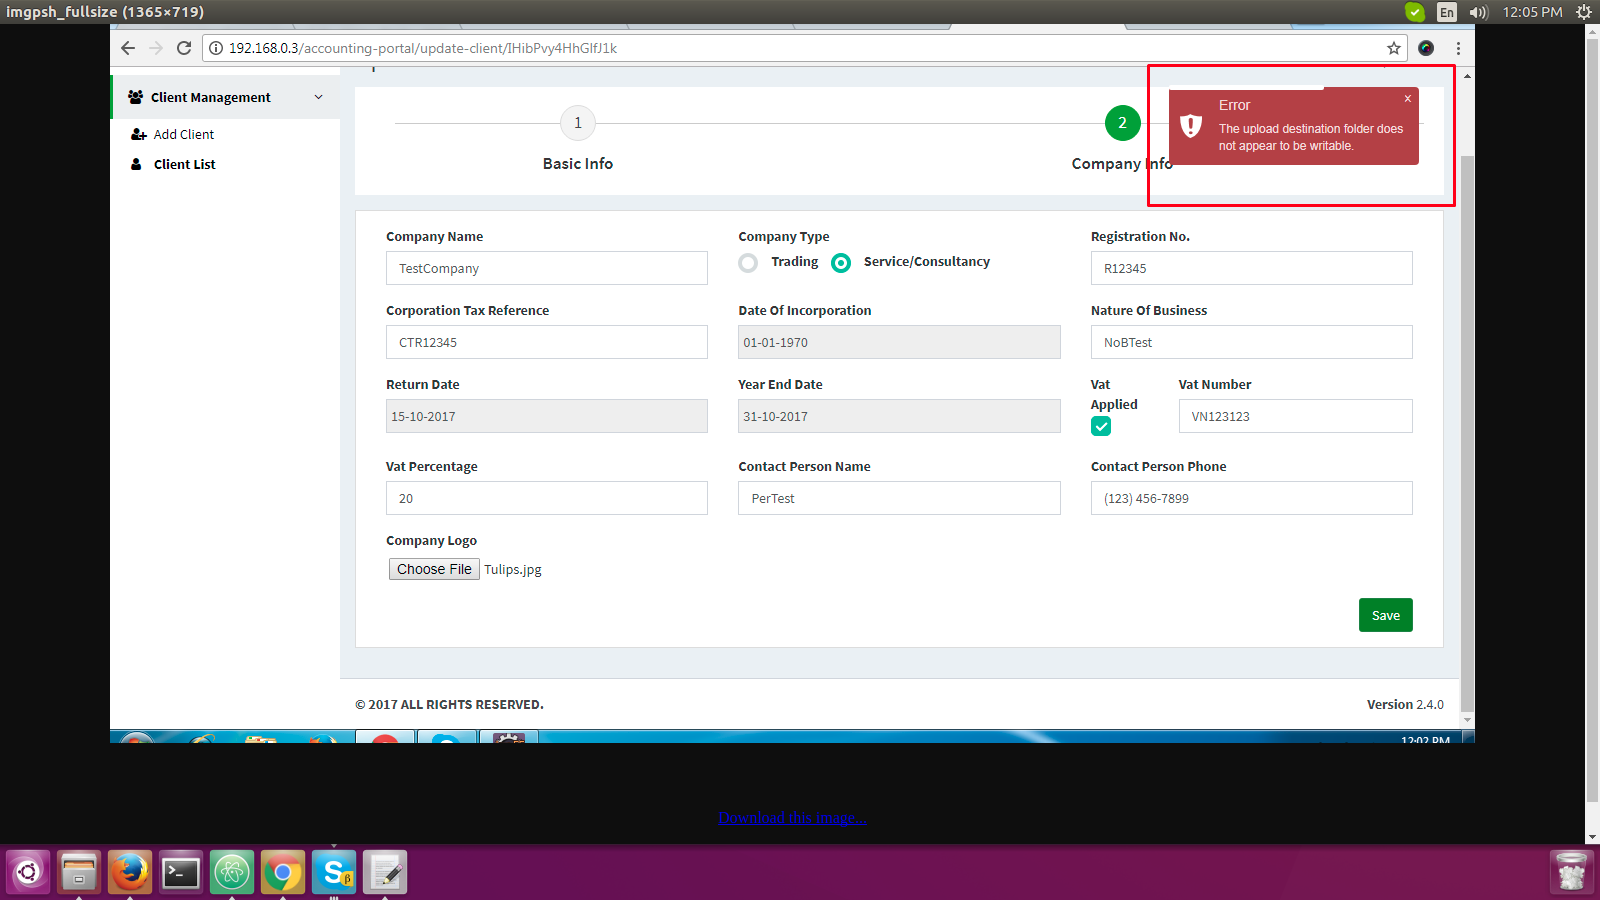 imgpsh_fullsize (1365×719)
En
12:05 PM
192.168.0.3/accounting-portal/update-client/IHibPvy4HhGlfJ1k
Client Management
Add Client
Client List
1
Basic Info
2
Company Info
Error
x
The upload destination folder does
not appear to be writable.
Company Name
TestCompany
Company Type
Trading
Service/Consultancy
Registration No.
R12345
Corporation Tax Reference
CTR12345
Date Of Incorporation
01-01-1970
Nature Of Business
NoBTest
Return Date
15-10-2017
Year End Date
31-10-2017
Vat
Applied
Vat Number
VN123123
Vat Percentage
20
Contact Person Name
PerTest
Contact Person Phone
(123) 456-7899
Company Logo
Choose File Tulips.jpg
Save
© 2017 ALL RIGHTS RESERVED.
Version 2.4.0
12:02 PM
Download this image...
S
β